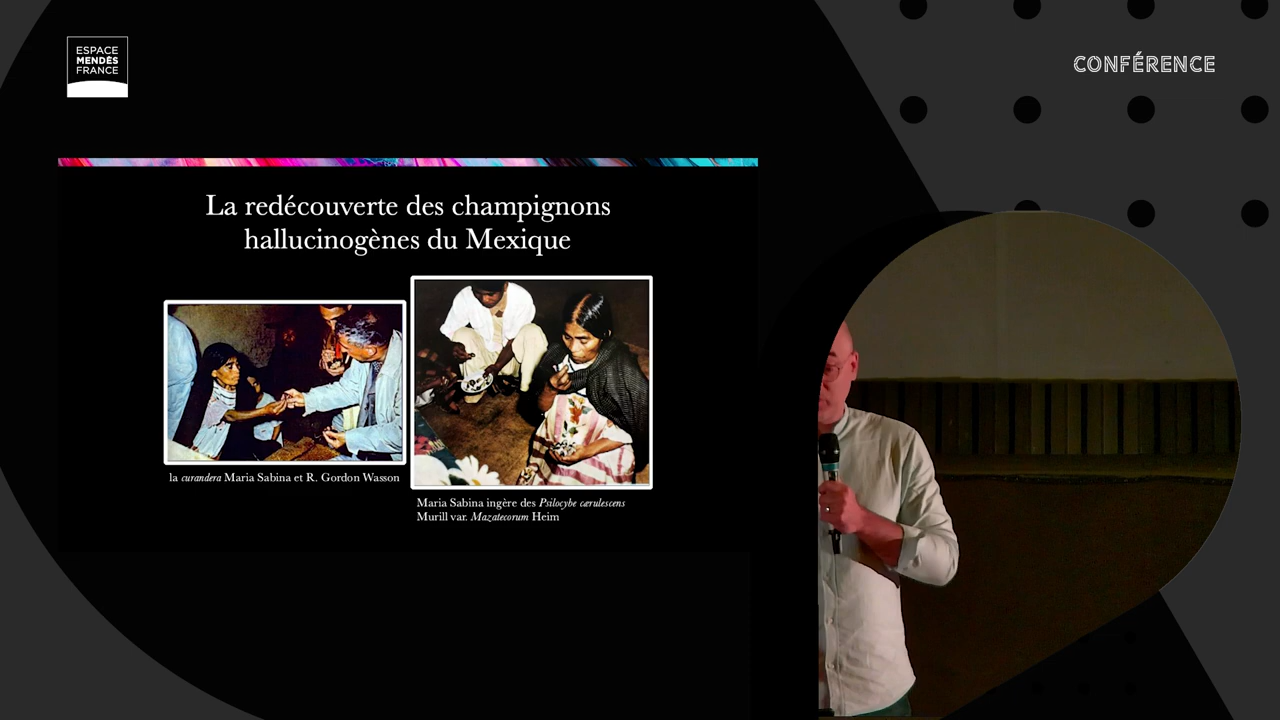 ESPACE
MENDÈS
FRANCE
CONFÉRENCE
La redécouverte des champignons
hallucinogènes du Mexique
la curandera Maria Sabina et R. Gordon Wasson
Maria Sabina ingère des Psilocybe cærulescens
Murill var. Mazatecorum Heim